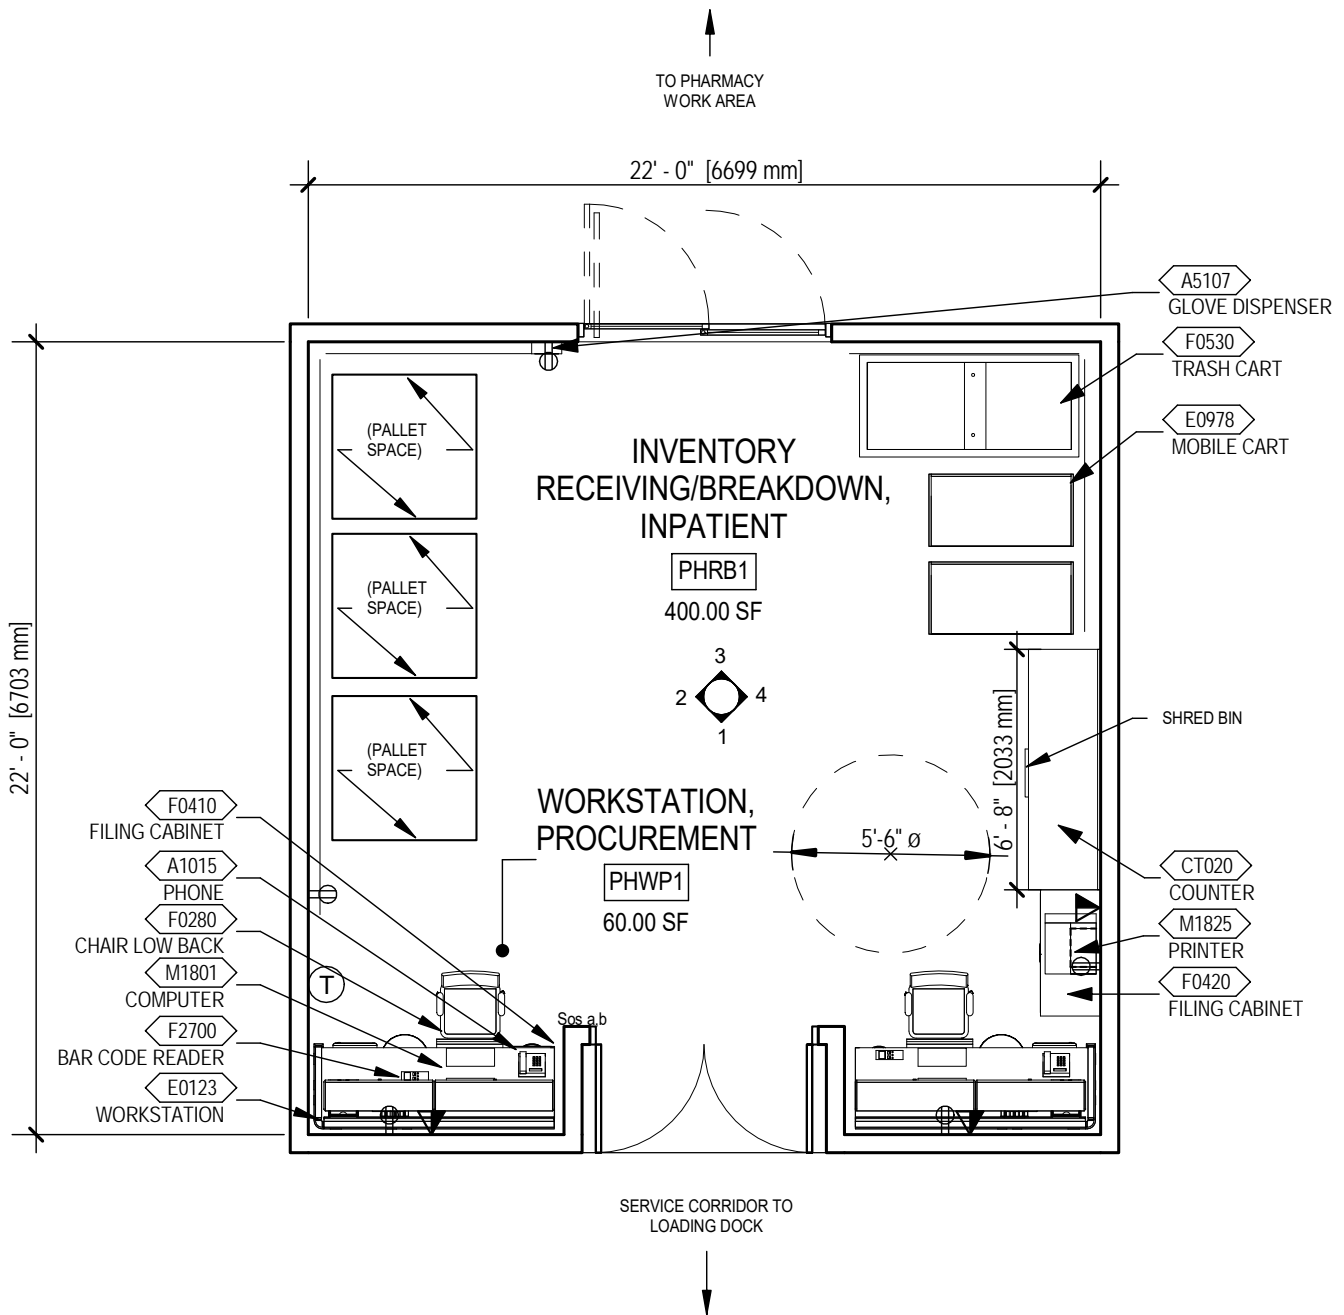 TO PHARMACY
WORK AREA
22' - 0" [6699 mm]
A5107
GLOVE DISPENSER
F0530
TRASH CART
E0978
MOBILE CART
(PALLET
SPACE)
INVENTORY
RECEIVING/BREAKDOWN,
INPATIENT
PHRB1
400.00 SF
(PALLET
SPACE)
22' - 0" [6703 mm]
3
2
4
1
6' - 8" [2033 mm]
SHRED BIN
(PALLET
SPACE)
WORKSTATION,
PROCUREMENT
PHWP1
60.00 SF
5'-6" ø
F0410
FILING CABINET
A1015
PHONE
F0280
CHAIR LOW BACK
M1801
COMPUTER
F2700
BAR CODE READER
E0123
WORKSTATION
CT020
COUNTER
M1825
PRINTER
F0420
FILING CABINET
T
Sos a,b
SERVICE CORRIDOR TO
LOADING DOCK